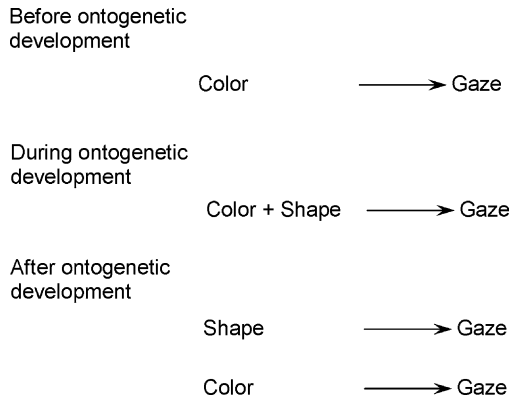 Before ontogenetic
development
Color Gaze
During ontogenetic
development
Color + Shape Gaze
After ontogenetic
development
Shape Gaze
Color Gaze